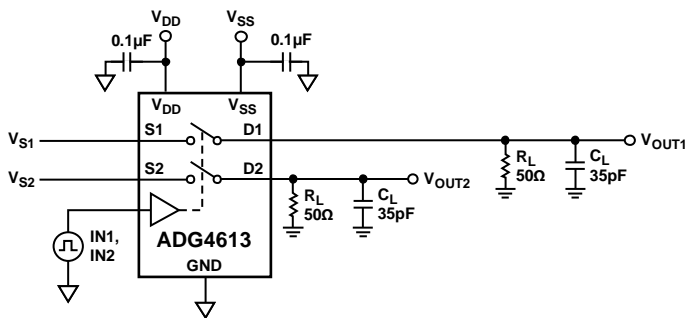 VDD
VSS
0.1µF
0.1µF
VDD
VSS
VS1
S1
D1
VOUT1
VS2
S2
D2
VOUT2
RL
50Ω
CL
35pF
RL
50Ω
CL
35pF
IN1,
IN2
ADG4613
GND